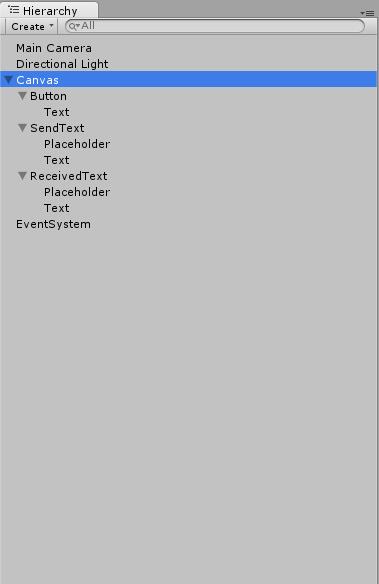 Hierarchy
Create All
Main Camera
Directional Light
Canvas
Button
Text
SendText
Placeholder
Text
ReceivedText
Placeholder
Text
EventSystem